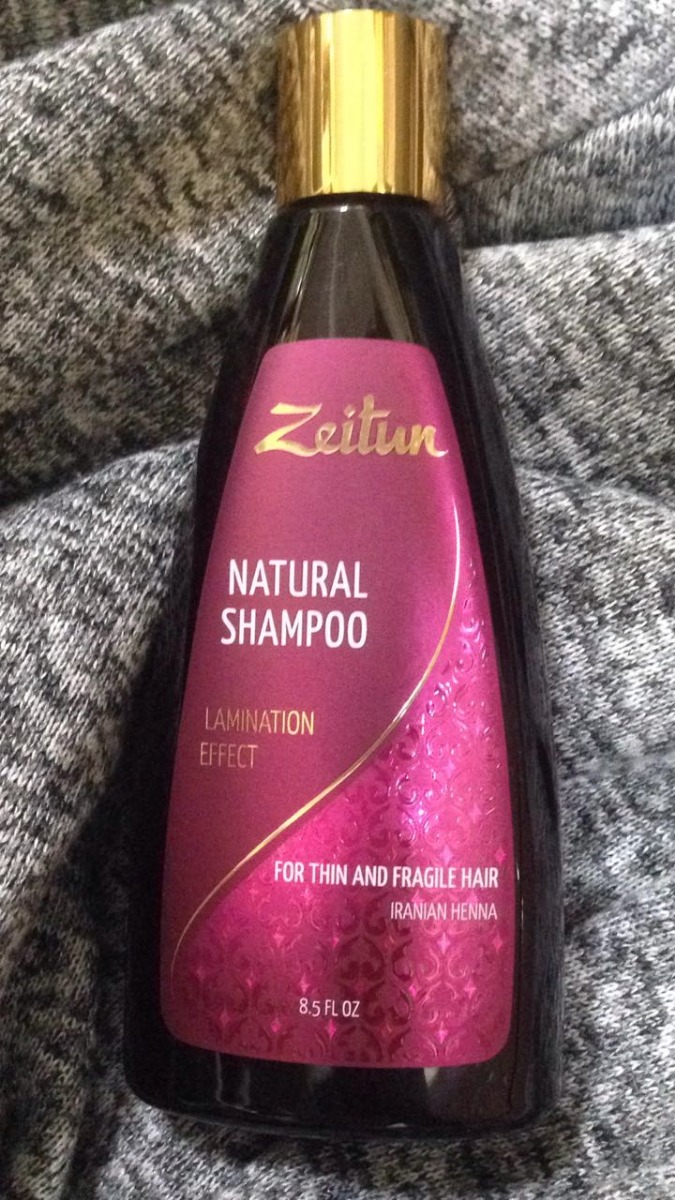 Zeitun
NATURAL
SHAMPOO
LAMINATION
EFFECT
FOR THIN AND FRAGILE HAIR
IRANIAN HENNA
8.5 FL OZ